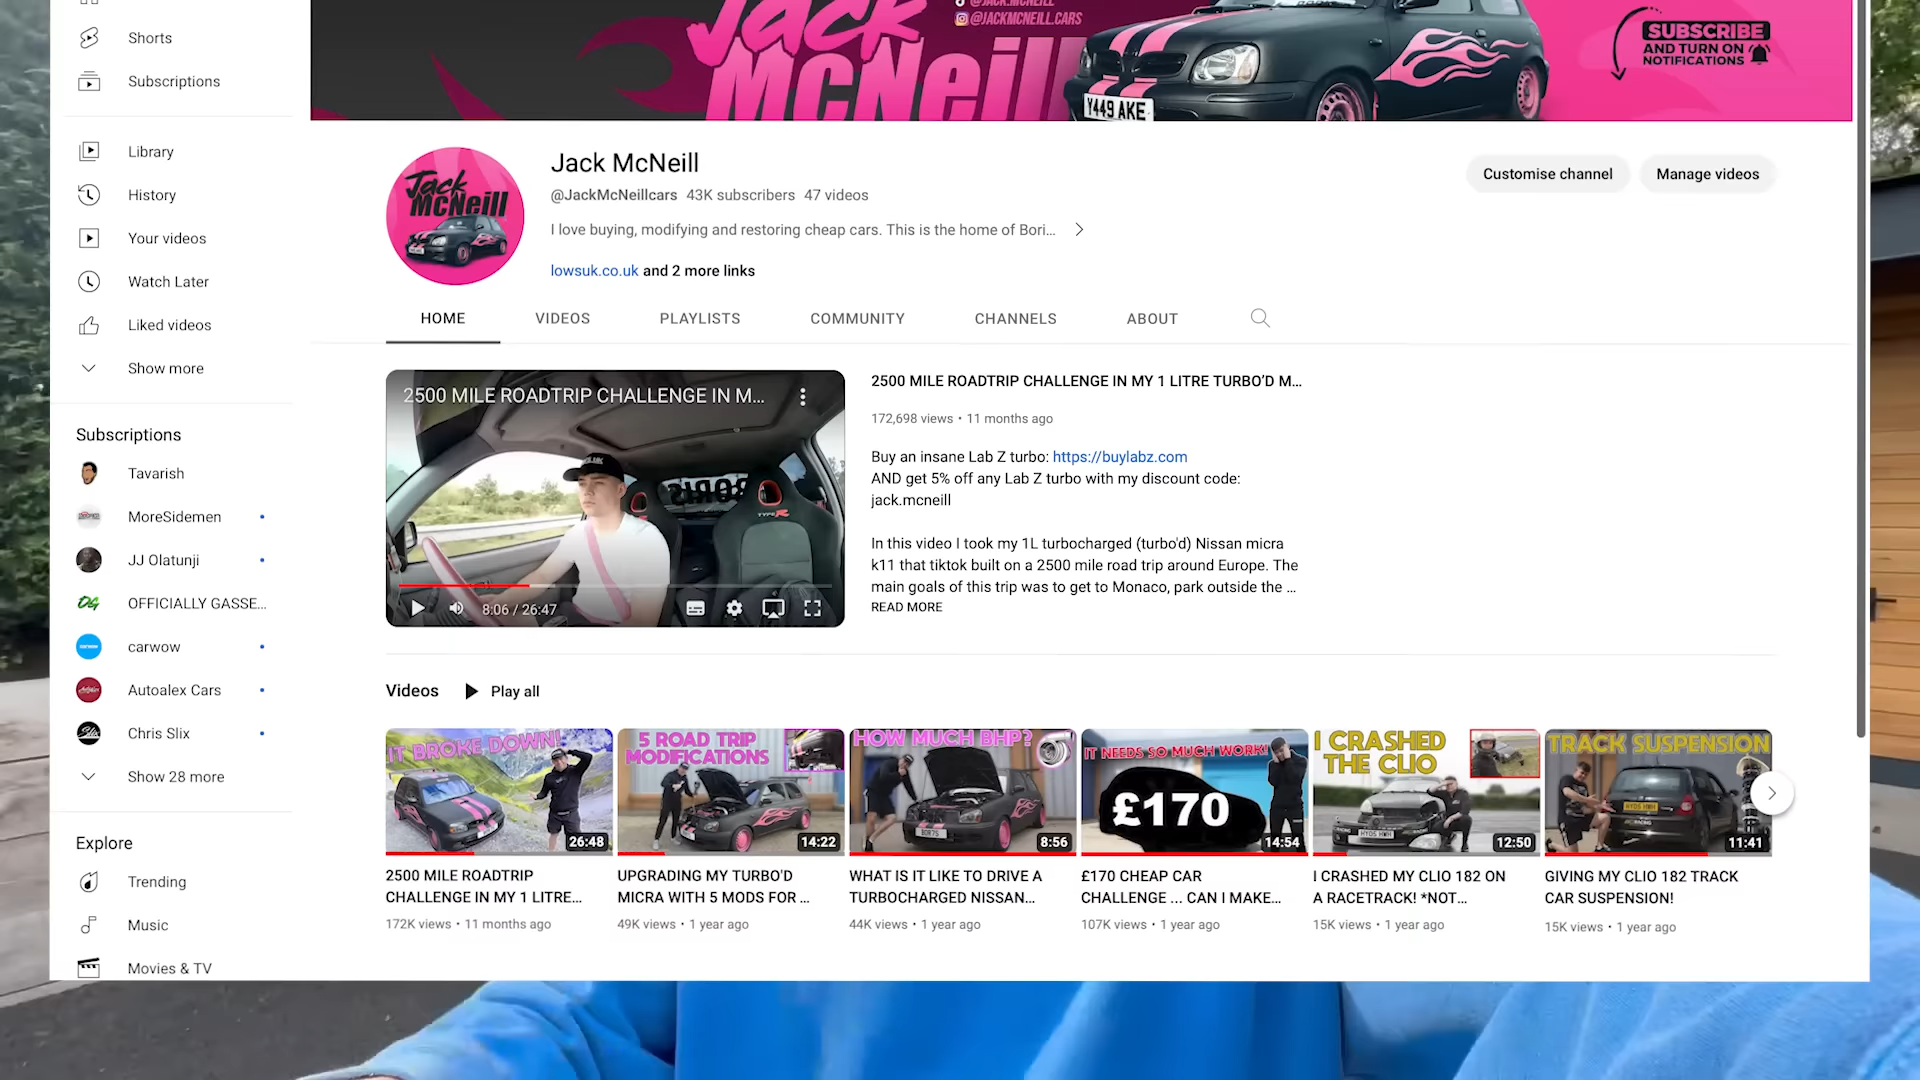 @JACK.MCNEILL
@JACKMCNEILL.CARS
Jack
MCNEill
Y449 AKE
SUBSCRIBE
AND TURN ON
NOTIFICATIONS
Shorts
Subscriptions
Library
History
Your videos
Watch Later
Liked videos
Show more
Subscriptions
Tavarish
MoreSidemen
JJ Olatunji
OFFICIALLY GASSE...
carwow
Autoalex Cars
Chris Slix
Show 28 more
Explore
Trending
Music
Movies & TV
Jack
MCNEill
Jack McNeill
@JackMcNeillcars 43K subscribers 47 videos
I love buying, modifying and restoring cheap cars. This is the home of Bori...
lowsuk.co.uk and 2 more links
Customise channel
Manage videos
HOME VIDEOS PLAYLISTS COMMUNITY CHANNELS ABOUT
2500 MILE ROADTRIP CHALLENGE IN M...
BORIS
TYPE R
8:06 / 26:47
2500 MILE ROADTRIP CHALLENGE IN MY 1 LITRE TURBO’D M...
172,698 views • 11 months ago
Buy an insane Lab Z turbo: https://buylabz.com
AND get 5% off any Lab Z turbo with my discount code:
jack.mcneill
In this video I took my 1L turbocharged (turbo'd) Nissan micra
k11 that tiktok built on a 2500 mile road trip around Europe. The
main goals of this trip was to get to Monaco, park outside the ...
READ MORE
Videos
Play all
IT BROKE DOWN!
26:48
2500 MILE ROADTRIP
CHALLENGE IN MY 1 LITRE...
172K views • 11 months ago
5 ROAD TRIP
MODIFICATIONS
14:22
UPGRADING MY TURBO'D
MICRA WITH 5 MODS FOR ...
49K views • 1 year ago
HOW MUCH BHP?
8:56
WHAT IS IT LIKE TO DRIVE A
TURBOCHARGED NISSAN...
44K views • 1 year ago
IT NEEDS SO MUCH WORK!
£170
14:54
£170 CHEAP CAR
CHALLENGE ... CAN I MAKE...
107K views • 1 year ago
I CRASHED
THE CLIO
HY05 HWH
12:50
I CRASHED MY CLIO 182 ON
A RACETRACK! *NOT...
15K views • 1 year ago
TRACK SUSPENSION
HY05 HWH
11:41
GIVING MY CLIO 182 TRACK
CAR SUSPENSION!
15K views • 1 year ago